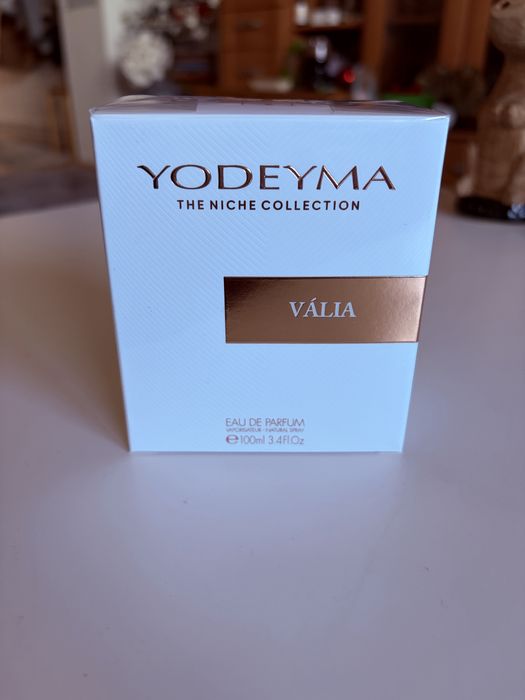 YODEYMA
THE NICHE COLLECTION
VÁLIA
EAU DE PARFUM
VAPORISATEUR - NATURAL SPRAY
℮100ml 3.4Fl.Oz